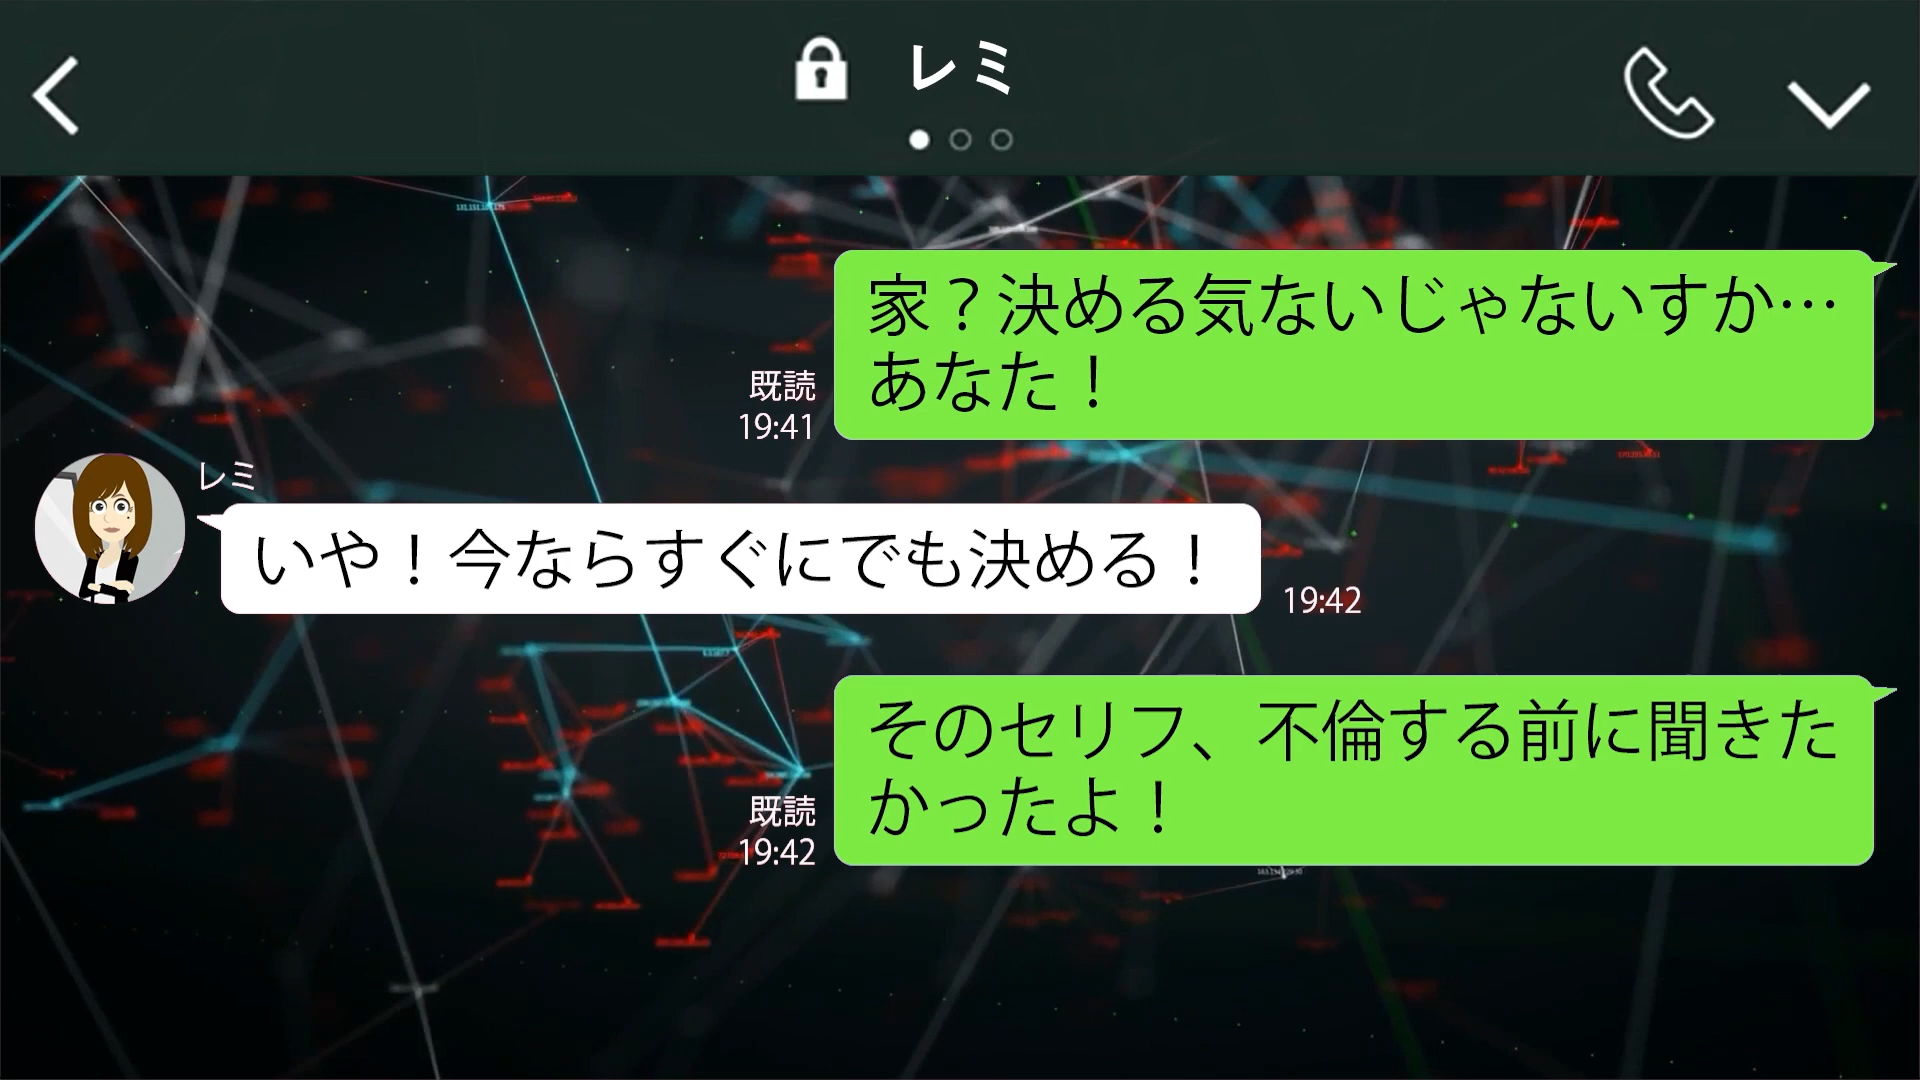 レミ
家？決める気ないじゃないすか…
あなた！
既読
19:41
レミ
いや！今ならすぐにでも決める！
19:42
そのセリフ、不倫する前に聞きた
かったよ！
既読
19:42